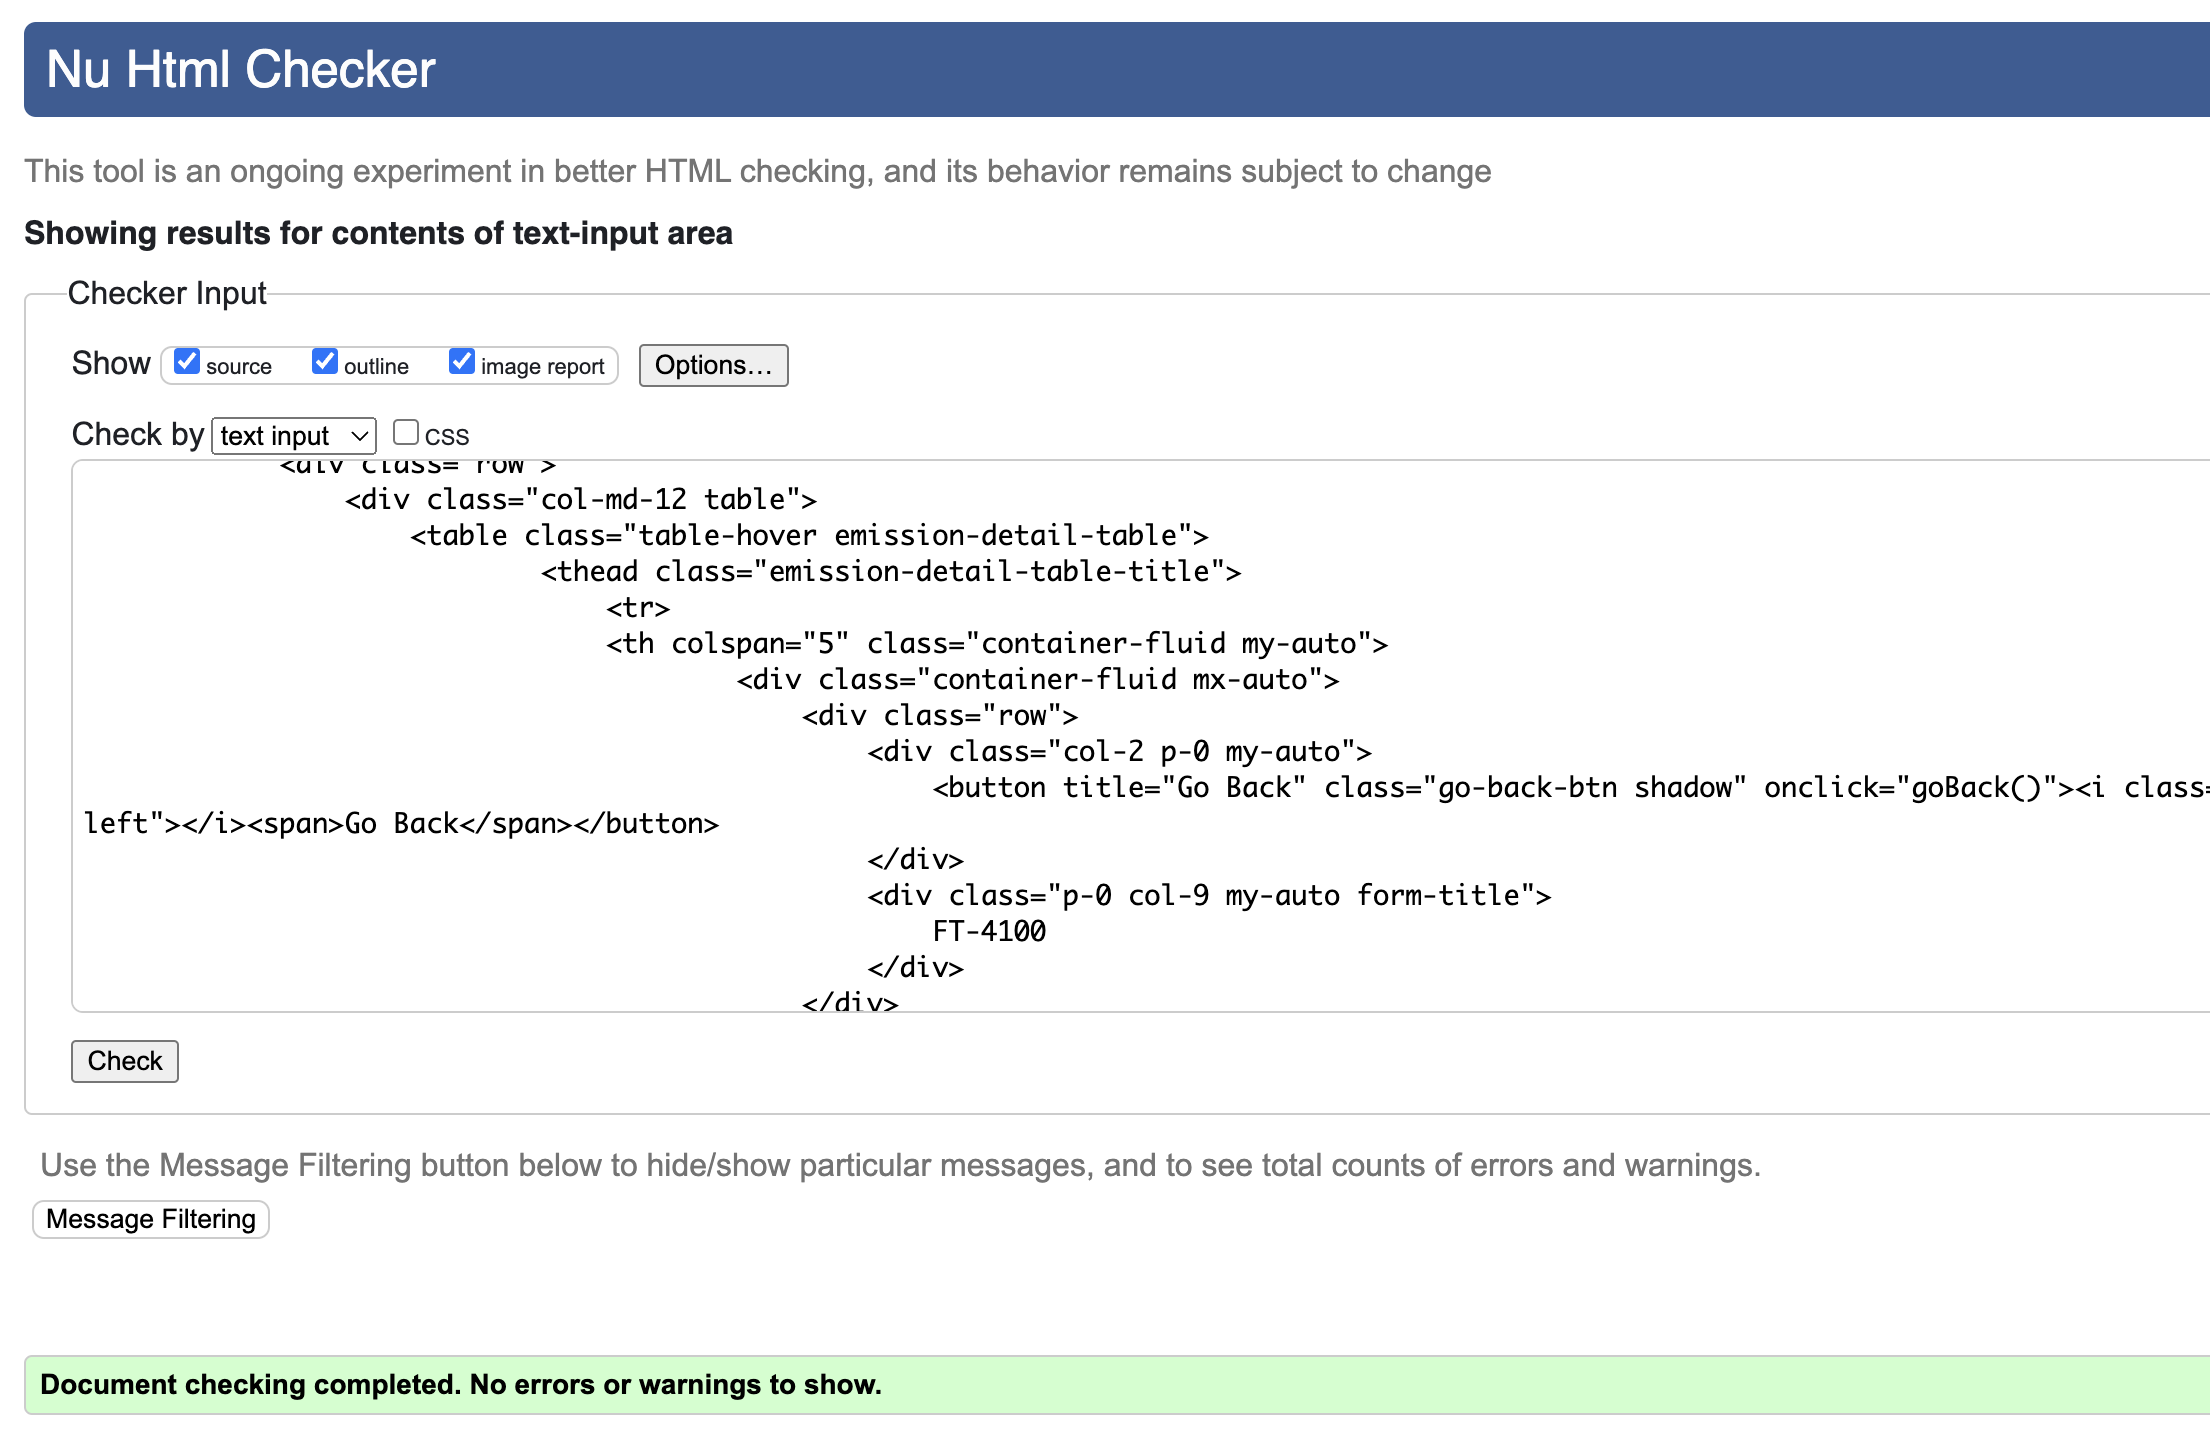 Nu Html Checker
This tool is an ongoing experiment in better HTML checking, and its behavior remains subject to change
Showing results for contents of text-input area
Checker Input
Show source outline image report Options...
Check by text input CSS
<div class="row">
<div class="col-md-12 table">
<table class="table-hover emission-detail-table">
<thead class="emission-detail-table-title">
<tr>
<th colspan="5" class="container-fluid my-auto">
<div class="container-fluid mx-auto">
<div class="row">
<div class="col-2 p-0 my-auto">
<button title="Go Back" class="go-back-btn shadow" onclick="goBack()"><i class=
left"></i><span>Go Back</span></button>
</div>
<div class="p-0 col-9 my-auto form-title">
FT-4100
</div>
</div>
Check
Use the Message Filtering button below to hide/show particular messages, and to see total counts of errors and warnings.
Message Filtering
Document checking completed. No errors or warnings to show.